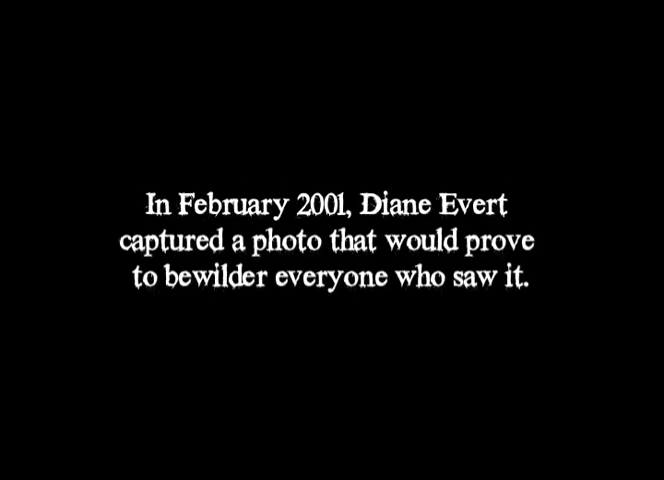 In February 2001, Diane Evert
captured a photo that would prove
to bewilder everyone who saw it.